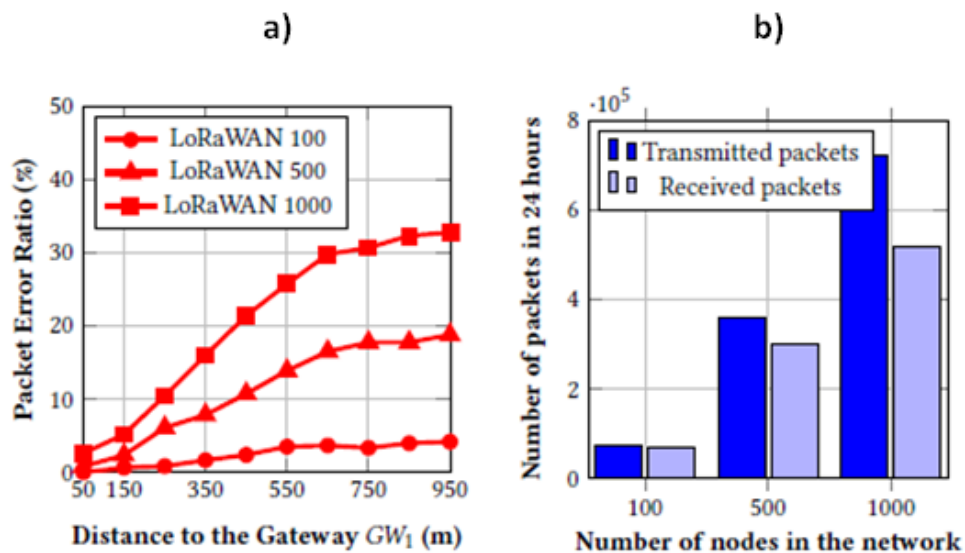 a)
b)
Packet Error Ratio (%)
50
40
30
20
10
0
LoRaWAN 100
LoRaWAN 500
LoRaWAN 1000
50 150 350 550 750 950
Distance to the Gateway GW₁ (m)
Number of packets in 24 hours
·10⁵
8
6
4
2
0
Transmitted packets
Received packets
100 500 1000
Number of nodes in the network